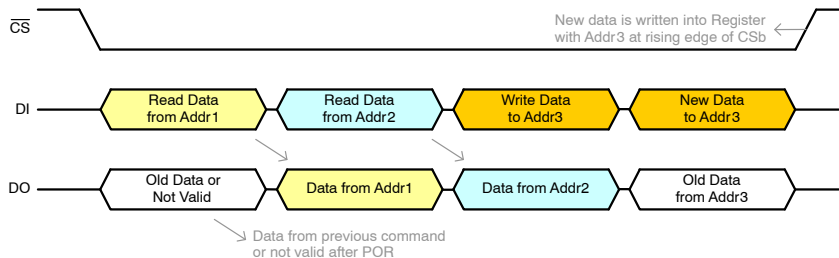 CS
New data is written into Register
with Addr3 at rising edge of CSb
DI
Read Data
from Addr1
Read Data
from Addr2
Write Data
to Addr3
New Data
to Addr3
DO
Old Data or
Not Valid
Data from Addr1
Data from Addr2
Old Data
from Addr3
Data from previous command
or not valid after POR